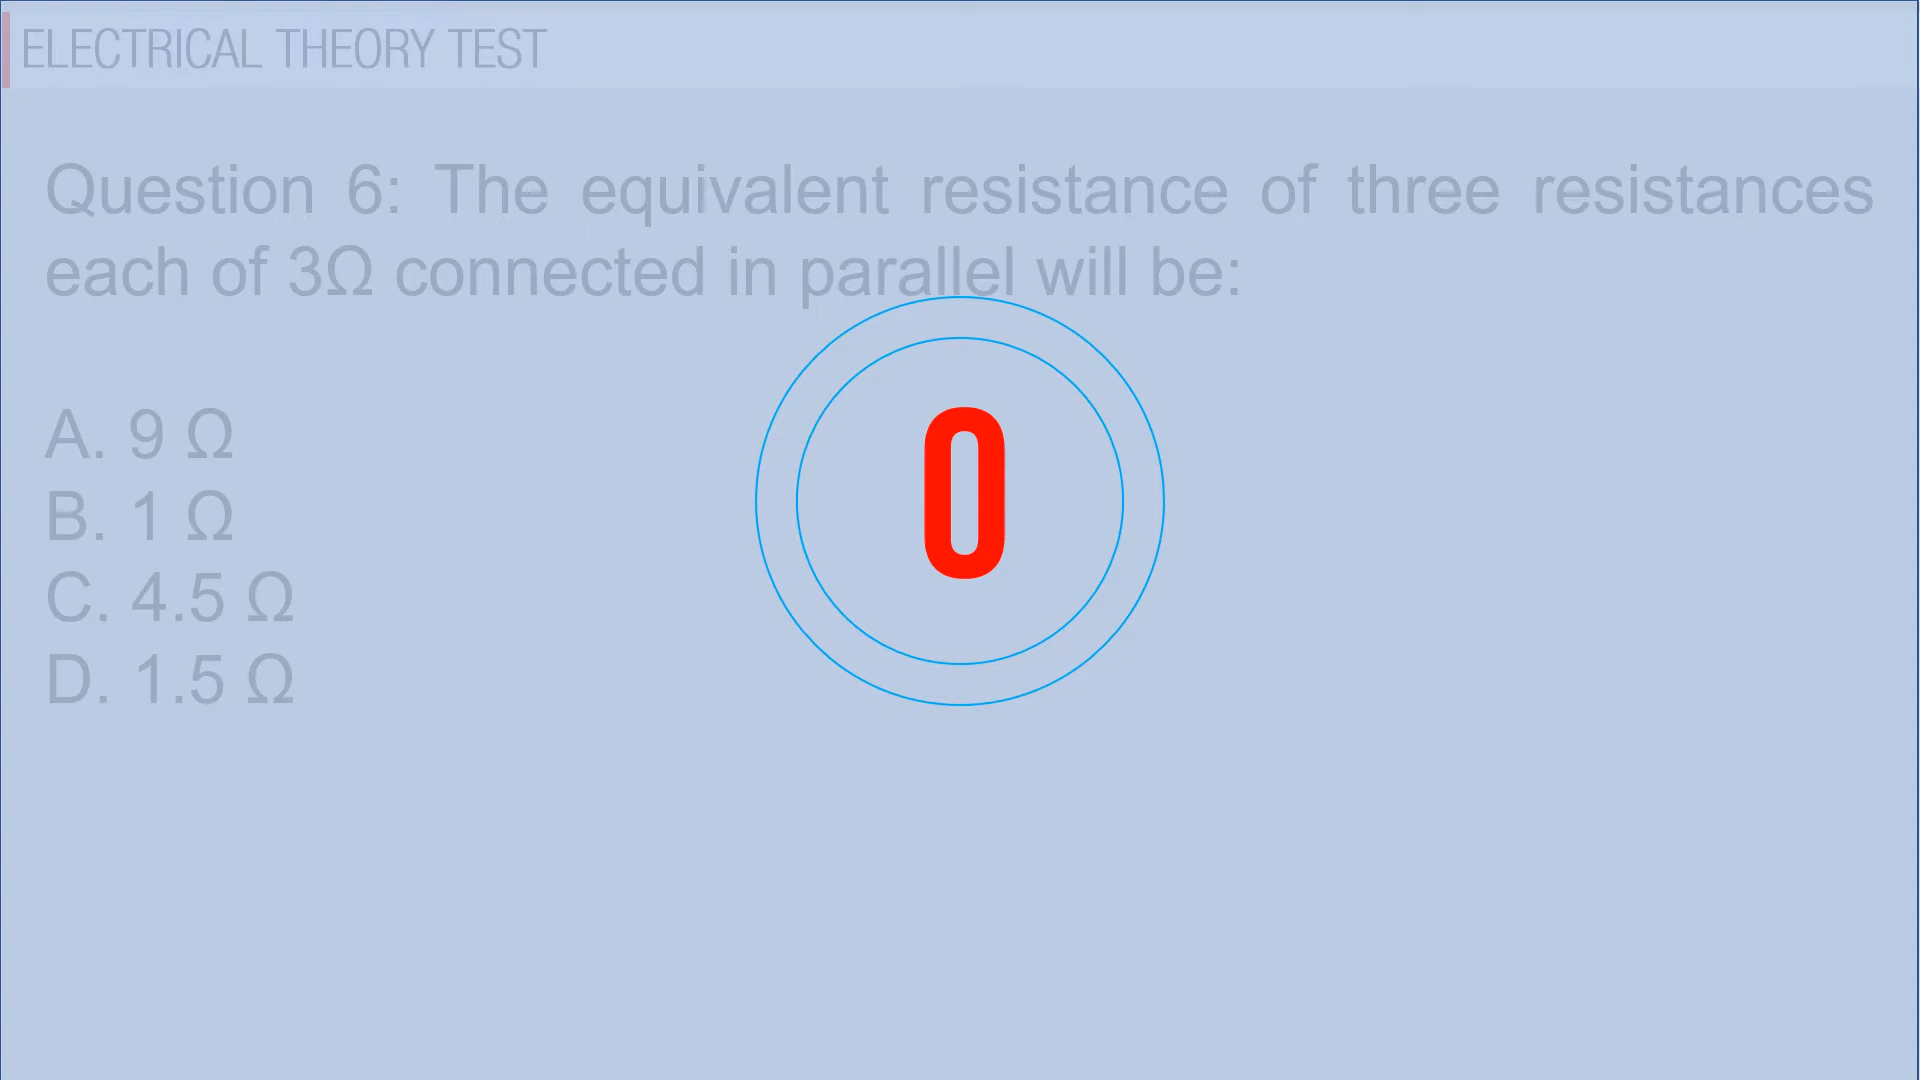 ELECTRICAL THEORY TEST
Question 6: The equivalent resistance of three resistances
each of 3Ω connected in parallel will be:
A. 9 Ω
B. 1 Ω
C. 4.5 Ω
D. 1.5 Ω
0